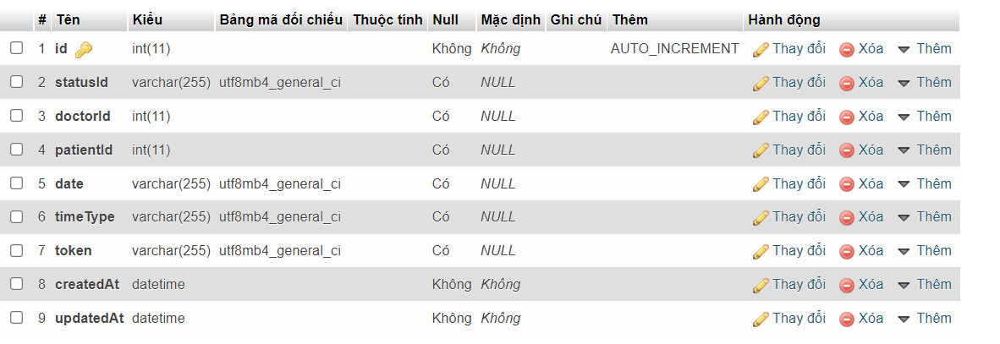 # Tên Kiểu Bảng mã đối chiếu Thuộc tính Null Mặc định Ghi chú Thêm Hành động
1 id int(11) Không Không AUTO_INCREMENT Thay đổi Xóa Thêm
2 statusId varchar(255) utf8mb4_general_ci Có NULL Thay đổi Xóa Thêm
3 doctorId int(11) Có NULL Thay đổi Xóa Thêm
4 patientId int(11) Có NULL Thay đổi Xóa Thêm
5 date varchar(255) utf8mb4_general_ci Có NULL Thay đổi Xóa Thêm
6 timeType varchar(255) utf8mb4_general_ci Có NULL Thay đổi Xóa Thêm
7 token varchar(255) utf8mb4_general_ci Có NULL Thay đổi Xóa Thêm
8 createdAt datetime Không Không Thay đổi Xóa Thêm
9 updatedAt datetime Không Không Thay đổi Xóa Thêm